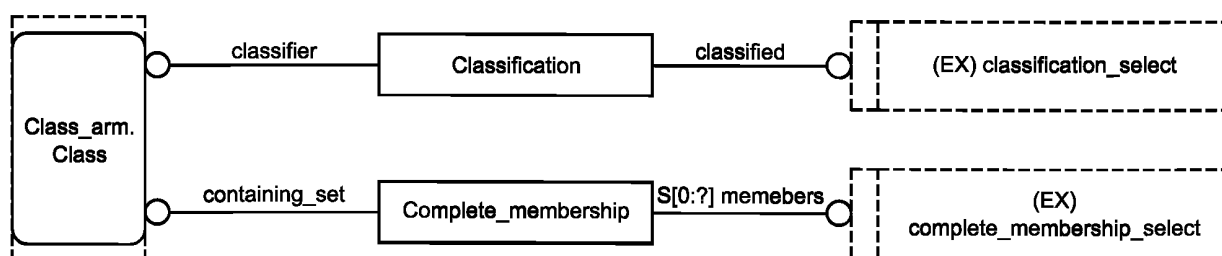 classifier
Classification
classified
(EX) classification_select
Class_arm.
Class
containing_set
Complete_membership
S[0:?] memebers
(EX)
complete_membership_select